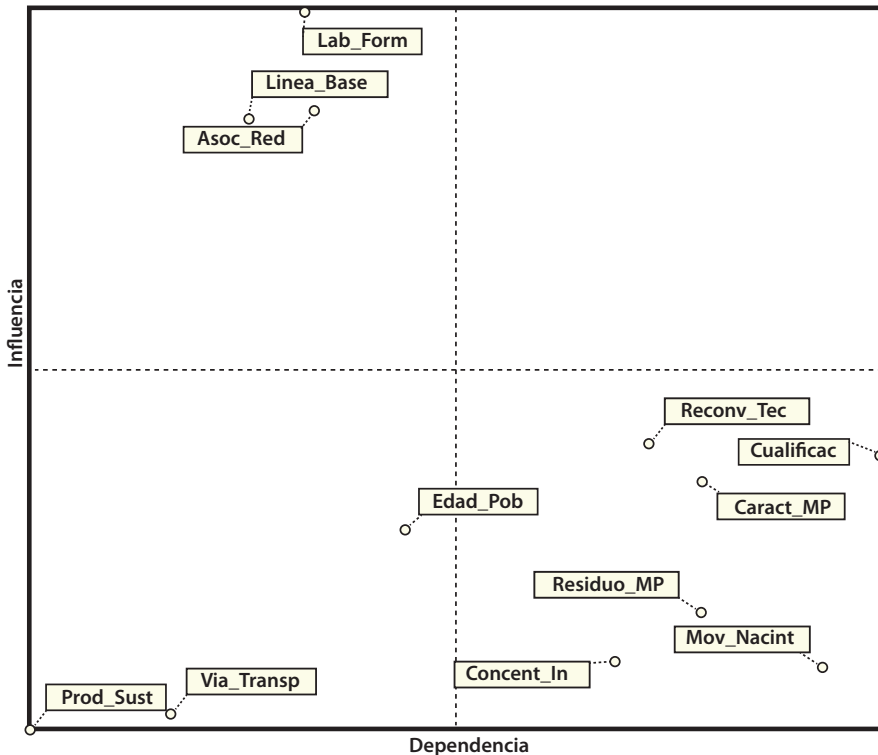 Lab_Form
Linea_Base
Asoc_Red
Influencia
Reconv_Tec
Cualificac
Edad_Pob
Caract_MP
Residuo_MP
Mov_Nacint
Concent_In
Via_Transp
Prod_Sust
Dependencia